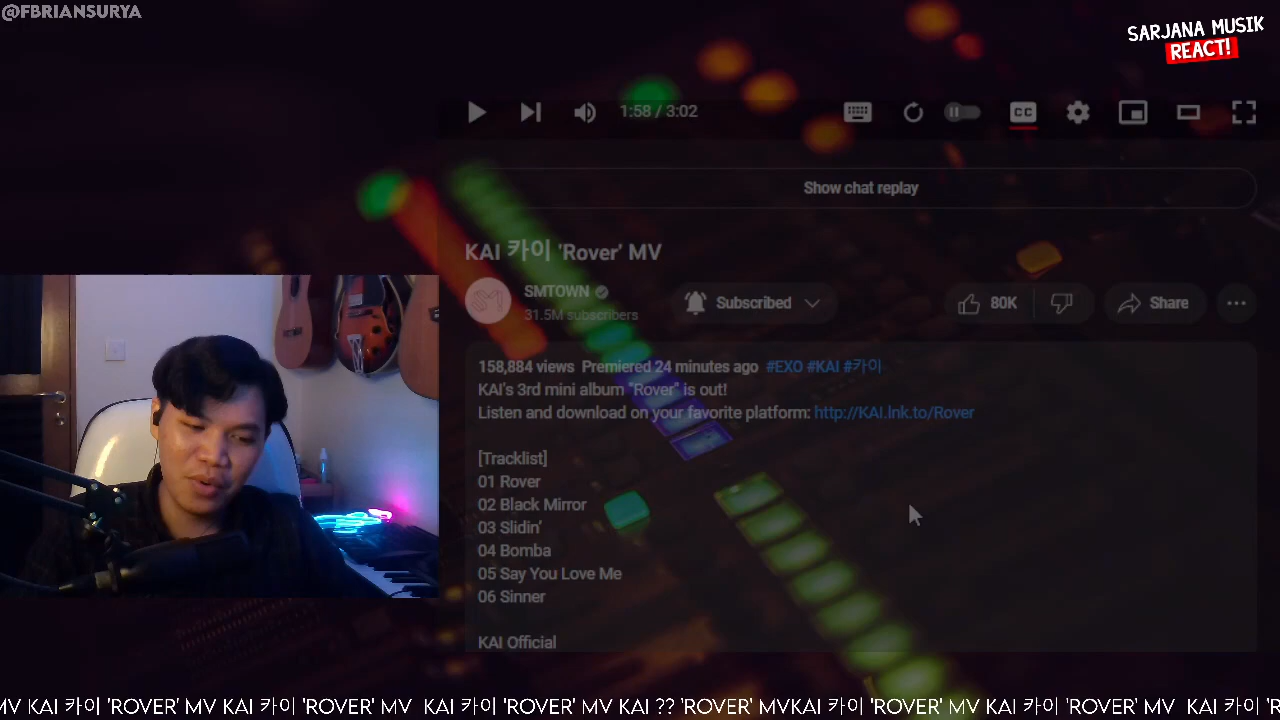 @FBRIANSURYA
SARJANA MUSIK
REACT!
1:58 / 3:02
CC
Show chat replay
KAI 카이 'Rover' MV
SMTOWN
31.5M subscribers
Subscribed
80K
Share
158,884 views Premiered 24 minutes ago #EXO #KAI #카이
KAI's 3rd mini album "Rover" is out!
Listen and download on your favorite platform: http://KAI.lnk.to/Rover
[Tracklist]
01 Rover
02 Black Mirror
03 Slidin'
04 Bomba
05 Say You Love Me
06 Sinner
KAI Official
MV KAI 카이 'ROVER' MV KAI 카이 'ROVER' MV  KAI 카이 'ROVER' MV KAI ?? 'ROVER' MVKAI 카이 'ROVER' MV KAI 카이 'ROVER' MV  KAI 카이 'R